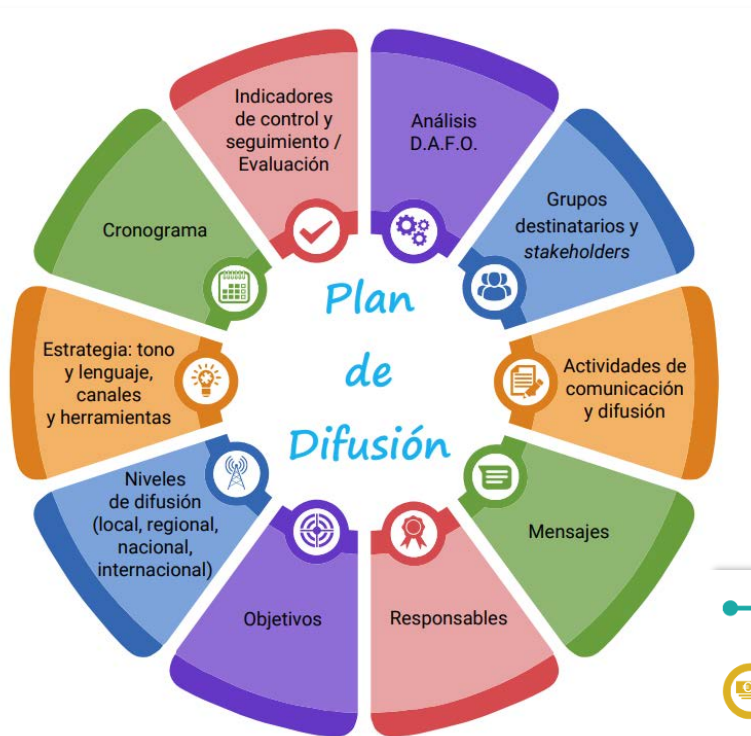 Indicadores
de control y
seguimiento /
Evaluación
Análisis
D.A.F.O.
Grupos
destinatarios y
stakeholders
Actividades de
comunicación
y difusión
Mensajes
Responsables
Objetivos
Niveles
de difusión
(local, regional,
nacional,
internacional)
Estrategia: tono
y lenguaje,
canales
y herramientas
Cronograma
Plan
de
Difusión